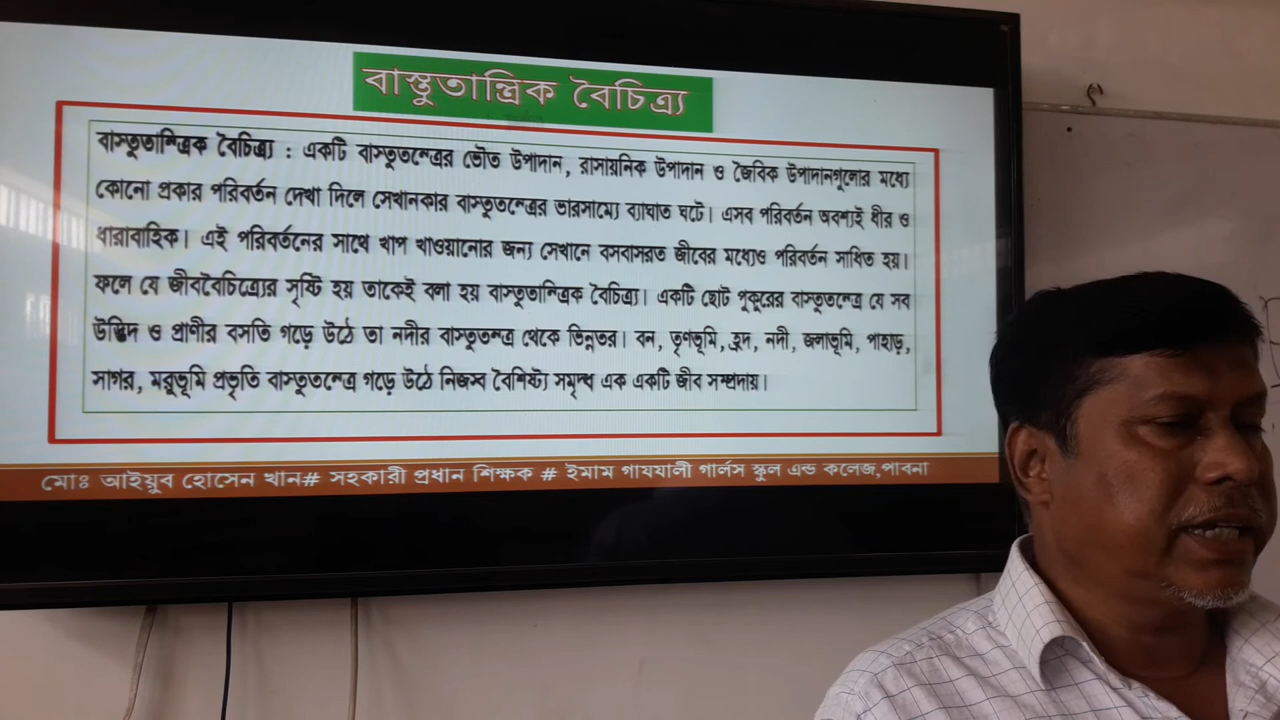 বাস্তুতান্ত্রিক বৈচিত্র্য
বাস্তুতান্ত্রিক বৈচিত্র্য : একটি বাস্তুতন্ত্রের ভৌত উপাদান, রাসায়নিক উপাদান ও জৈবিক উপাদানগুলোর মধ্যে
কোনো প্রকার পরিবর্তন দেখা দিলে সেখানকার বাস্তুতন্ত্রের ভারসাম্যে ব্যাঘাত ঘটে। এসব পরিবর্তন অবশ্যই ধীর ও
ধারাবাহিক। এই পরিবর্তনের সাথে খাপ খাওয়ানোর জন্য সেখানে বসবাসরত জীবের মধ্যেও পরিবর্তন সাধিত হয়।
ফলে যে জীববৈচিত্র্যের সৃষ্টি হয় তাকেই বলা হয় বাস্তুতান্ত্রিক বৈচিত্র্য। একটি ছোট পুকুরের বাস্তুতন্ত্রে যে সব
উদ্ভিদ ও প্রাণীর বসতি গড়ে উঠে তা নদীর বাস্তুতন্ত্র থেকে ভিন্নতর। বন, তৃণভূমি, হ্রদ, নদী, জলাভূমি, পাহাড়,
সাগর, মরুভূমি প্রভৃতি বাস্তুতন্ত্রে গড়ে উঠে নিজস্ব বৈশিষ্ট্য সমৃদ্ধ এক একটি জীব সম্প্রদায়।
মোঃ আইয়ুব হোসেন খান# সহকারী প্রধান শিক্ষক # ইমাম গাযযালী গার্লস স্কুল এন্ড কলেজ,পাবনা